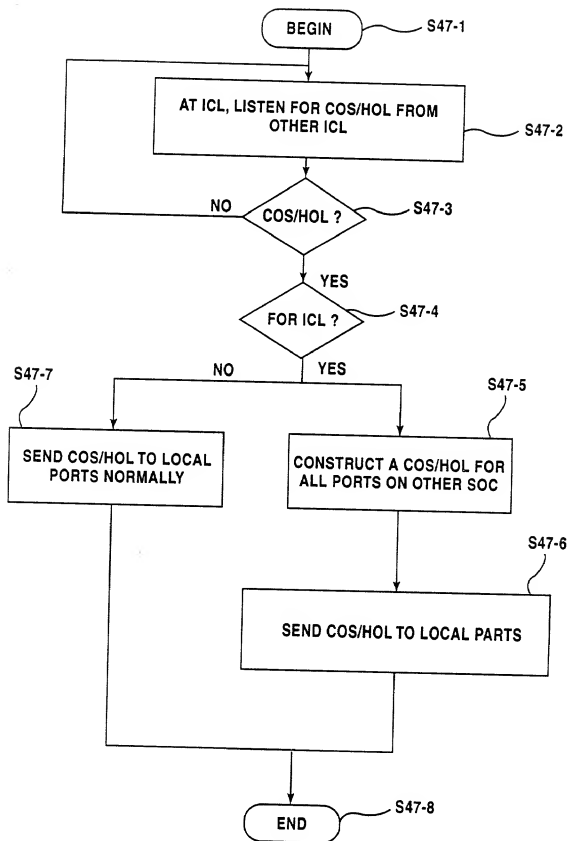 BEGIN
S47-1
AT ICL, LISTEN FOR COS/HOL FROM
OTHER ICL
S47-2
NO
COS/HOL ?
S47-3
YES
FOR ICL ?
S47-4
NO
YES
S47-7
S47-5
SEND COS/HOL TO LOCAL
PORTS NORMALLY
CONSTRUCT A COS/HOL FOR
ALL PORTS ON OTHER SOC
S47-6
SEND COS/HOL TO LOCAL PARTS
END
S47-8